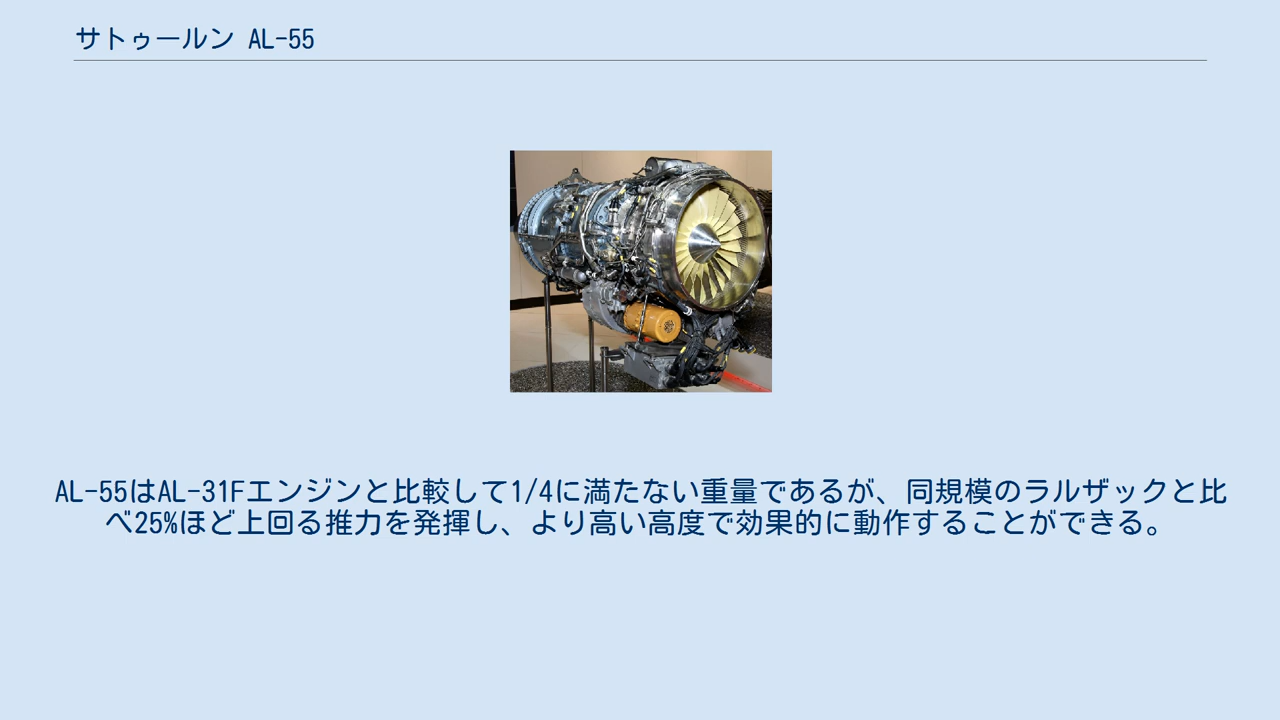 サトゥールン AL-55
AL-55はAL-31Fエンジンと比較して1/4に満たない重量であるが、同規模のラルザックと比
べ25%ほど上回る推力を発揮し、より高い高度で効果的に動作することができる。